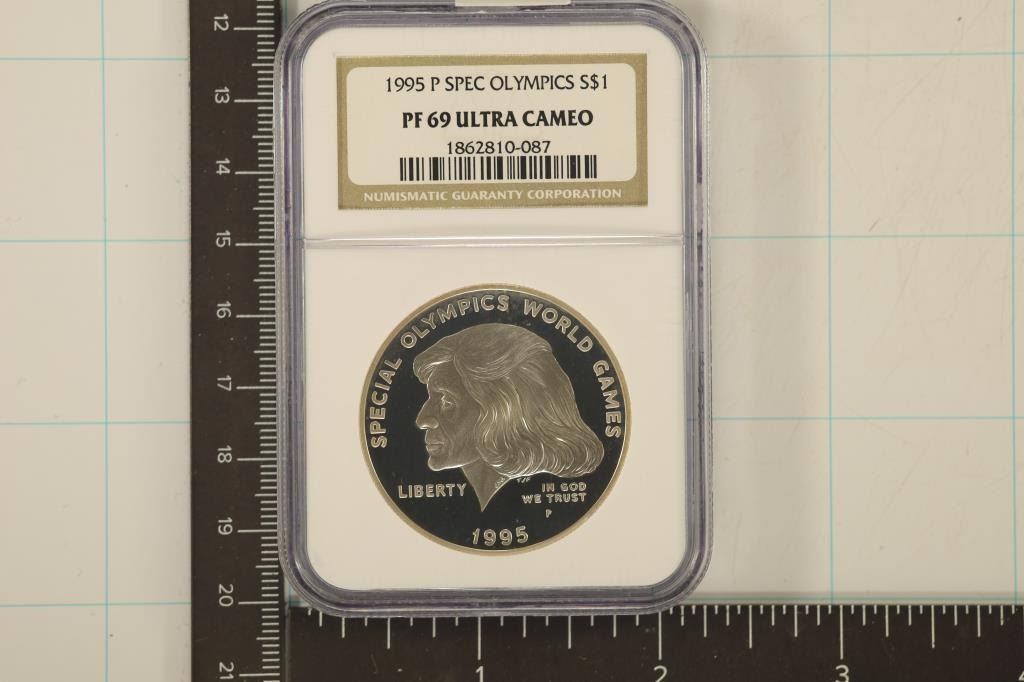 1995 P SPEC OLYMPICS S$1
PF 69 ULTRA CAMEO
1862810-087
NUMISMATIC GUARANTY CORPORATION
SPECIAL OLYMPICS WORLD GAMES
LIBERTY
IN GOD
WE TRUST
P
1995
12
13
14
15
16
17
18
19
20
21
1
2
3
4